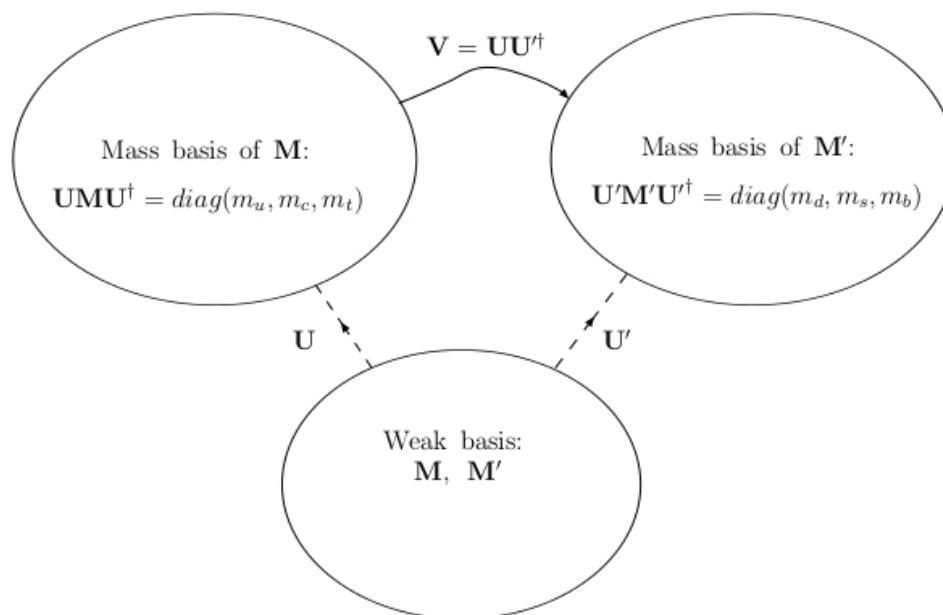 V = UU′†
Mass basis of M:
UMU† = diag(m_u, m_c, m_t)
Mass basis of M′:
U′M′U′† = diag(m_d, m_s, m_b)
U
U′
Weak basis:
M, M′